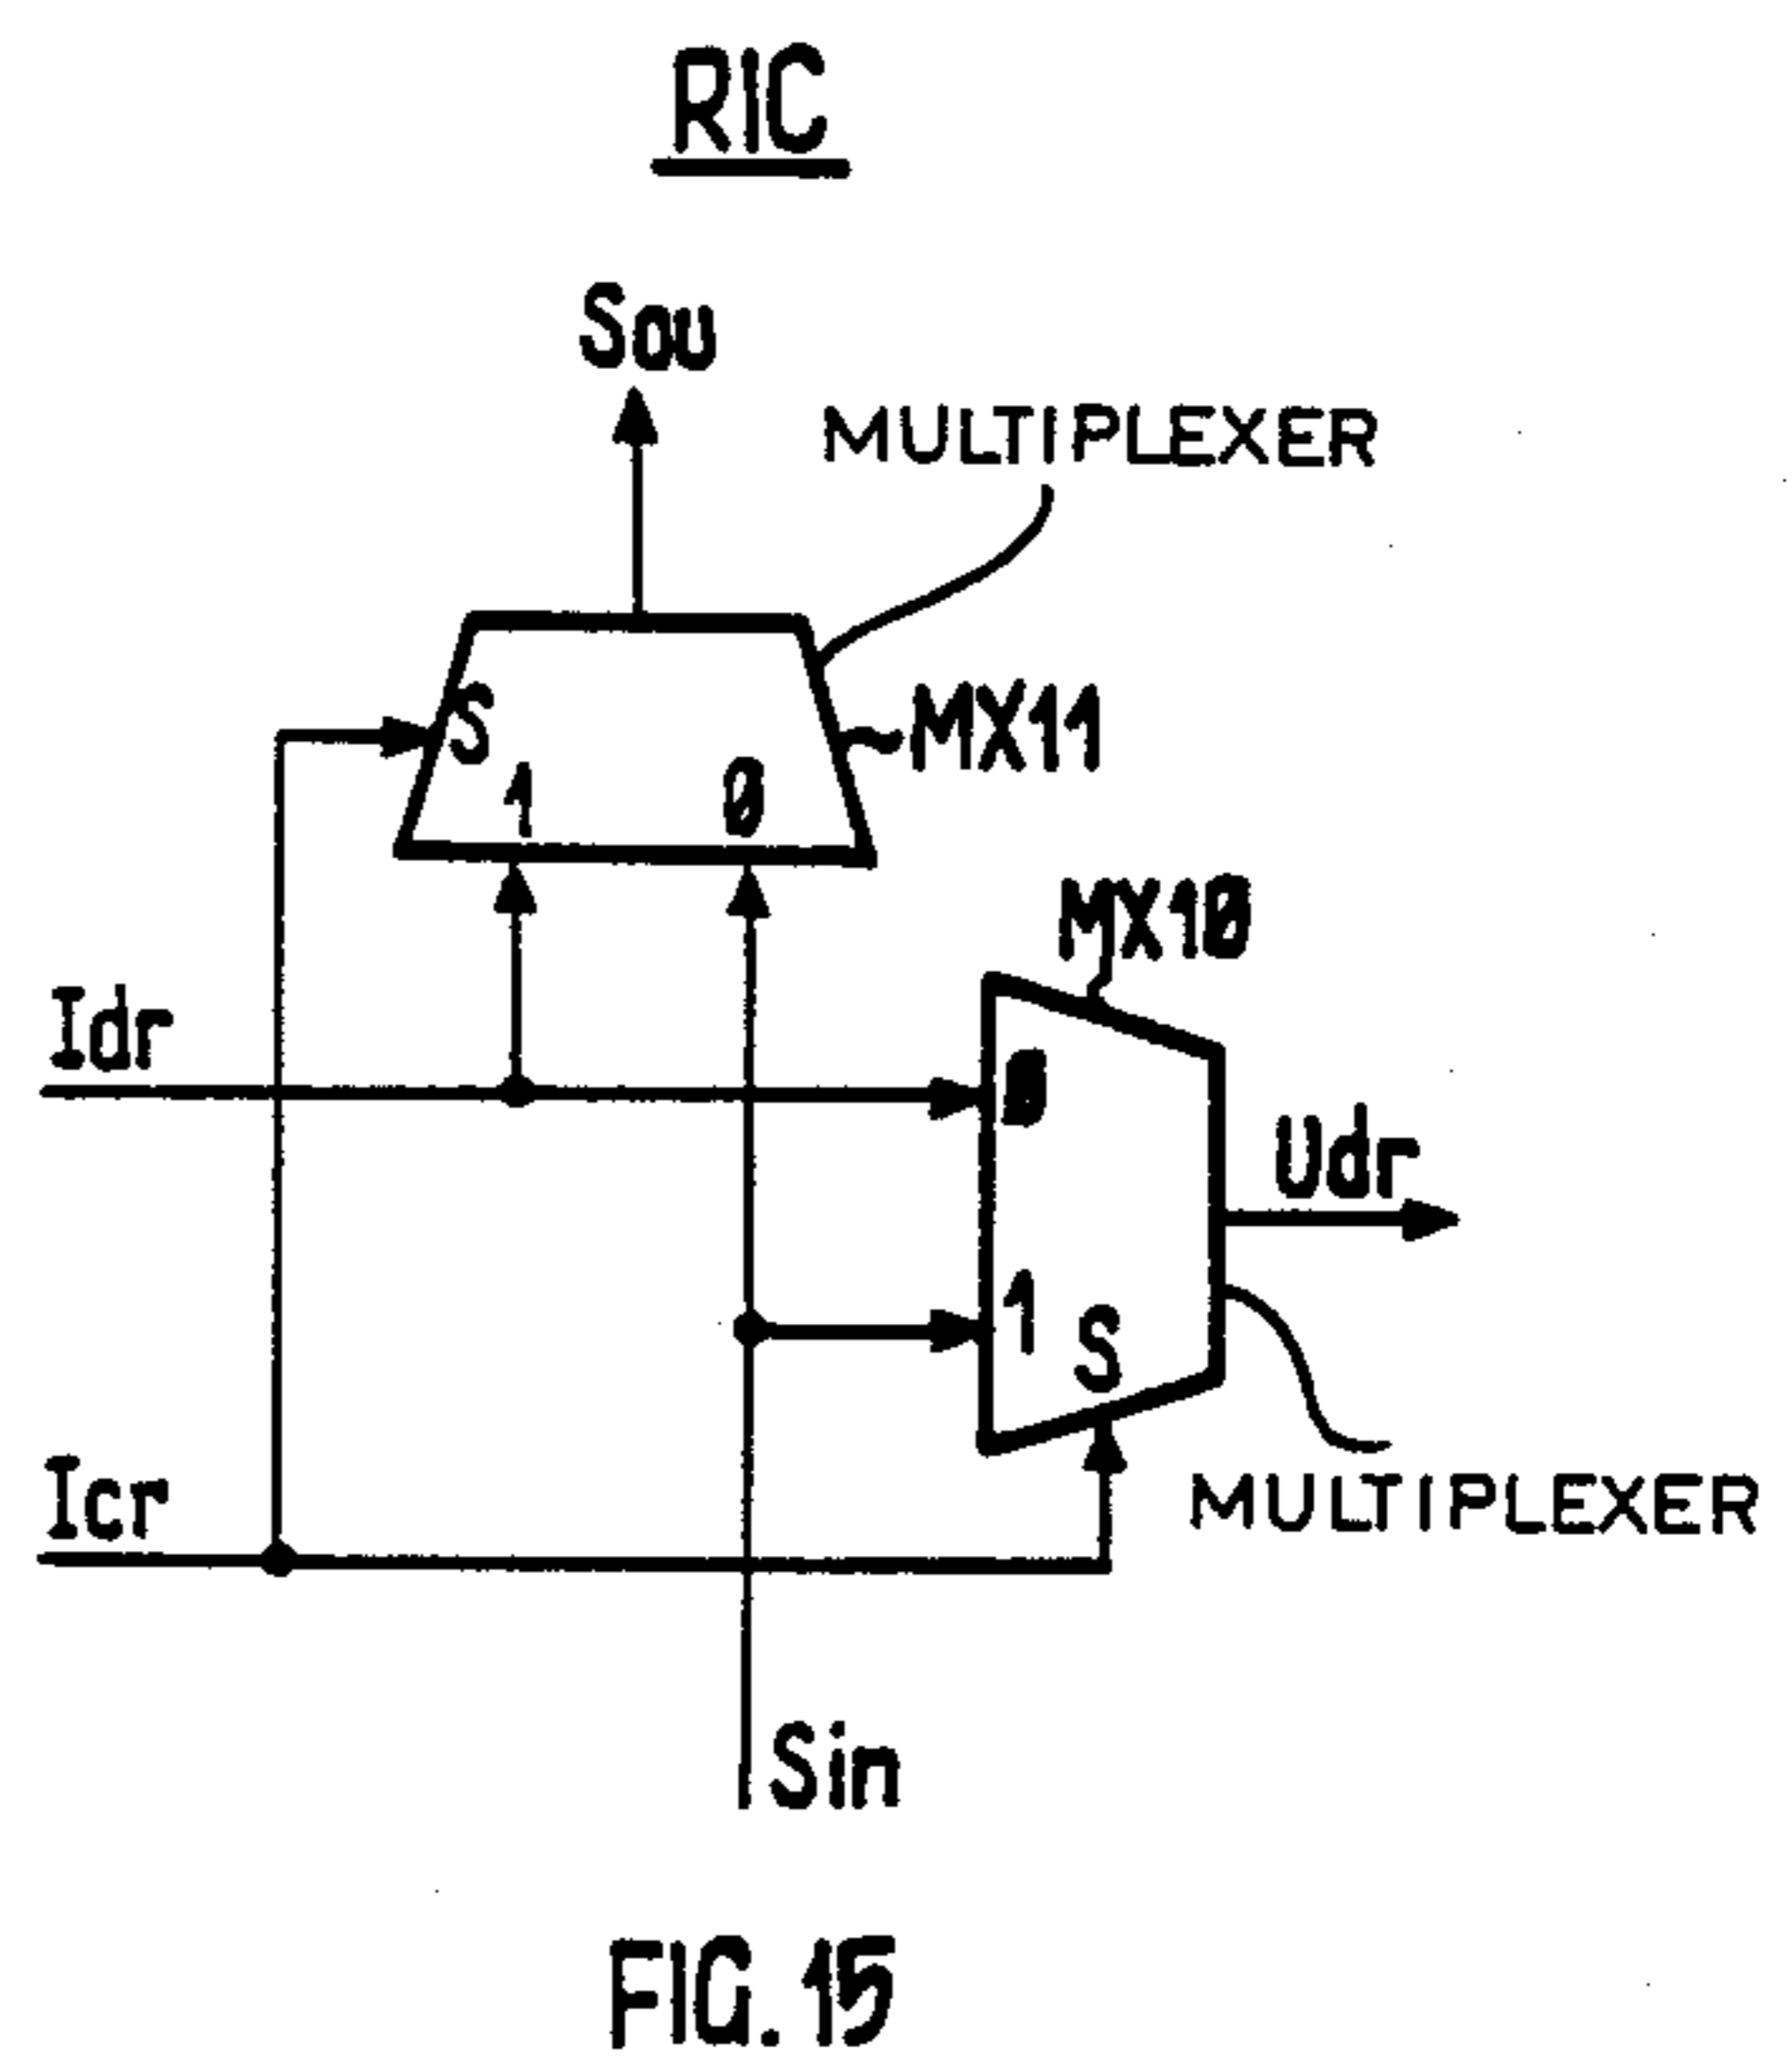 RIC
Sou
MULTIPLEXER
S
MX11
1 0
MX10
Idr
0
Udr
1
S
Icr
MULTIPLEXER
Sin
FIG. 15